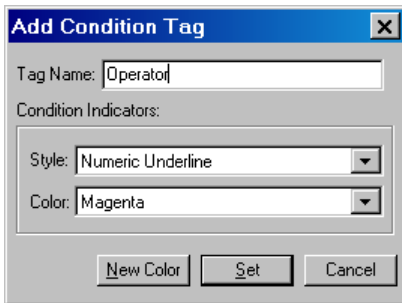 Add Condition Tag
Tag Name: Operator
Condition Indicators:
Style: Numeric Underline
Color: Magenta
New Color Set Cancel